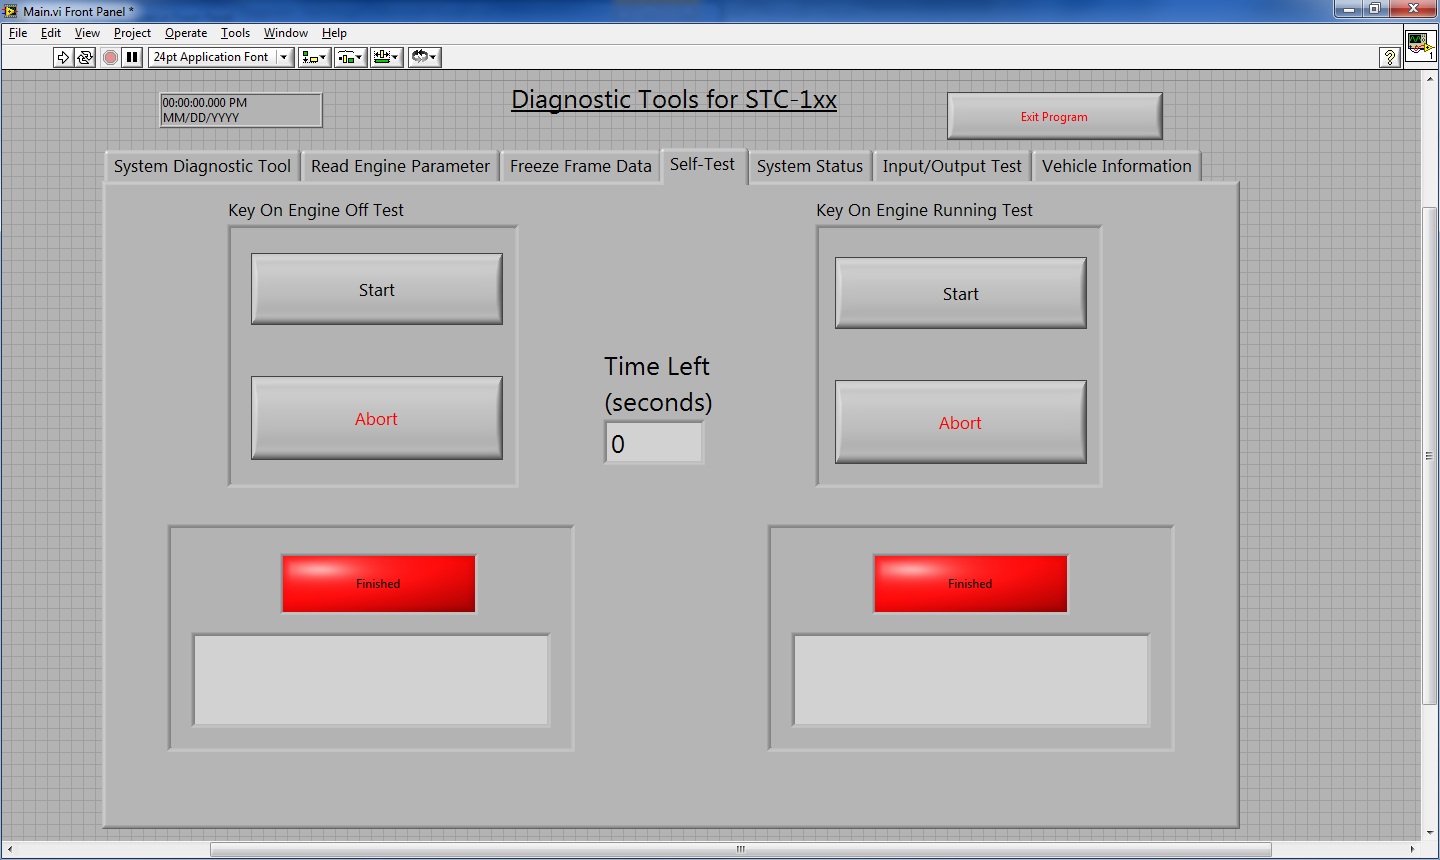 Main.vi Front Panel *
File Edit View Project Operate Tools Window Help
24pt Application Font
?
1
00:00:00.000 PM
MM/DD/YYYY
Diagnostic Tools for STC-1xx
Exit Program
System Diagnostic Tool Read Engine Parameter Freeze Frame Data Self-Test System Status Input/Output Test Vehicle Information
Key On Engine Off Test
Key On Engine Running Test
Start
Start
Time Left
(seconds)
0
Abort
Abort
Finished
Finished